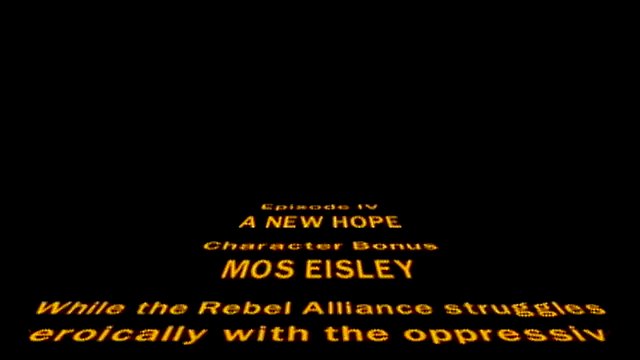 Episode IV
A NEW HOPE
Character Bonus
MOS EISLEY
While the Rebel Alliance struggles
eroically with the oppressiv